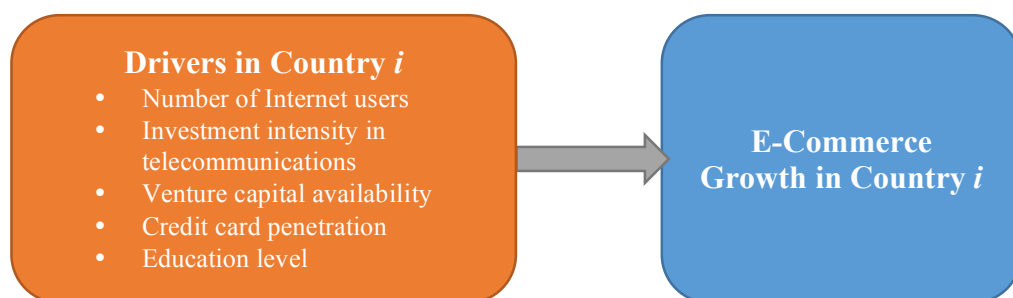 Drivers in Country i
• Number of Internet users
• Investment intensity in
telecommunications
• Venture capital availability
• Credit card penetration
• Education level
E-Commerce
Growth in Country i